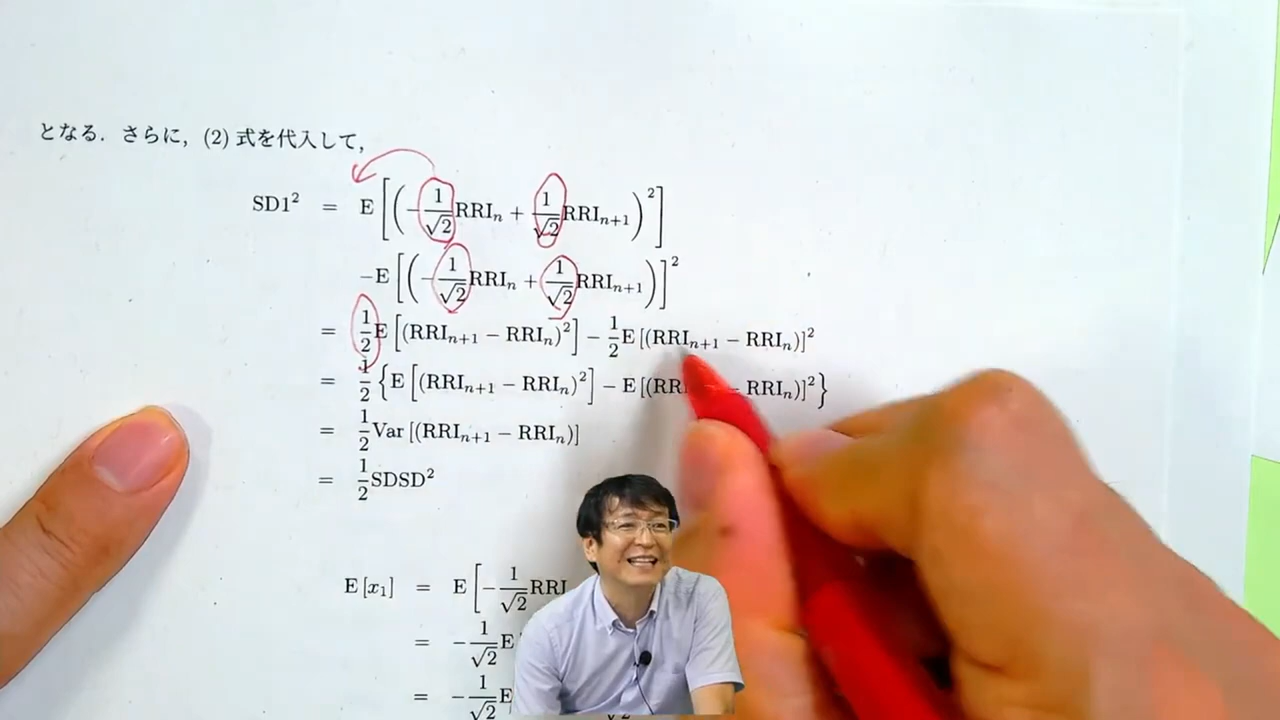 となる．さらに，(2) 式を代入して，
SD1² = E[(−1/√2 RRIₙ + 1/√2 RRIₙ₊₁)²]
−E[(−1/√2 RRIₙ + 1/√2 RRIₙ₊₁)]²
= 1/2 E[(RRIₙ₊₁ − RRIₙ)²] − 1/2 E[(RRIₙ₊₁ − RRIₙ)]²
= 1/2 {E[(RRIₙ₊₁ − RRIₙ)²] − E[(RRI − RRIₙ)]²}
= 1/2 Var[(RRIₙ₊₁ − RRIₙ)]
= 1/2 SDSD²
E[x₁] = E[−1/√2 RRI
= −1/√2 E
= −1/√2 E